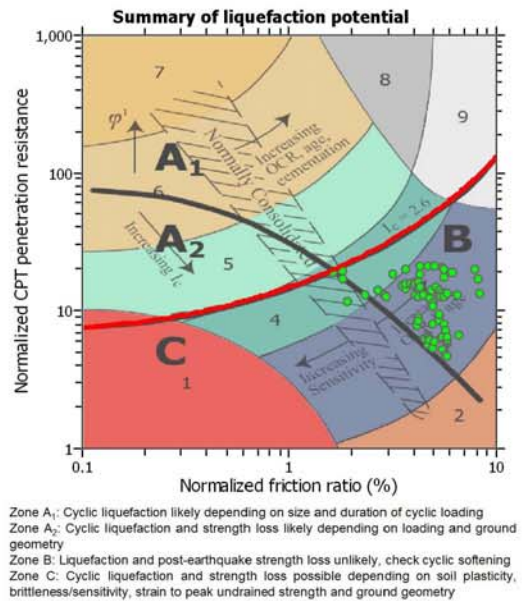 Summary of liquefaction potential
1,000
7
8
9
φ'
A1
Normally Consolidated
Increasing
OCR, age,
cementation
100
6
Ic = 2.6
A2
B
Increasing Ic
5
10
4
C
1
Increasing
Sensitivity
2
1
0.1
1
10
Normalized CPT penetration resistance
Normalized friction ratio (%)
Zone A1: Cyclic liquefaction likely depending on size and duration of cyclic loading
Zone A2: Cyclic liquefaction and strength loss likely depending on loading and ground
geometry
Zone B: Liquefaction and post-earthquake strength loss unlikely, check cyclic softening
Zone C: Cyclic liquefaction and strength loss possible depending on soil plasticity,
brittleness/sensitivity, strain to peak undrained strength and ground geometry